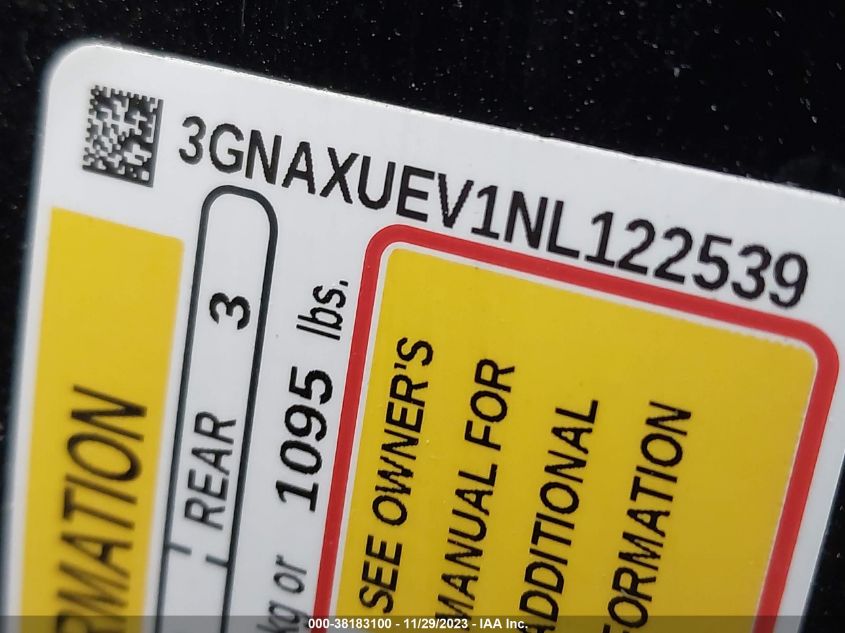 3GNAXUEV1NL122539
RMATION
REAR 3
kg or 1095 lbs.
SEE OWNER'S
MANUAL FOR
ADDITIONAL
FORMATION
000-38183100 - 11/29/2023 - IAA Inc.